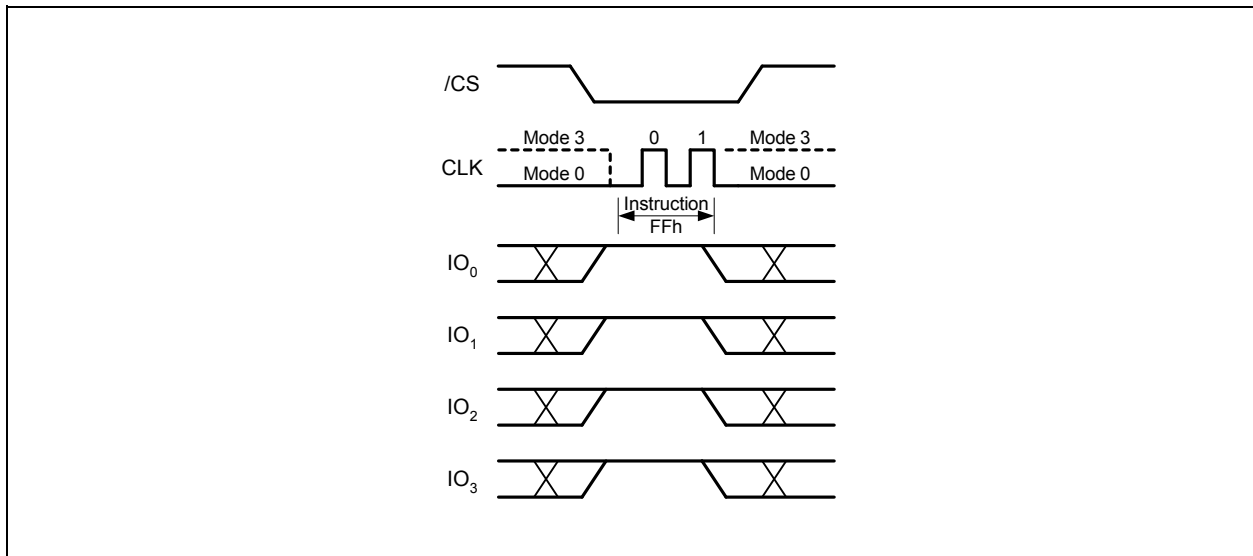 /CS
Mode 3 0 1 Mode 3
CLK
Mode 0 Mode 0
Instruction
FFh
IO0
IO1
IO2
IO3